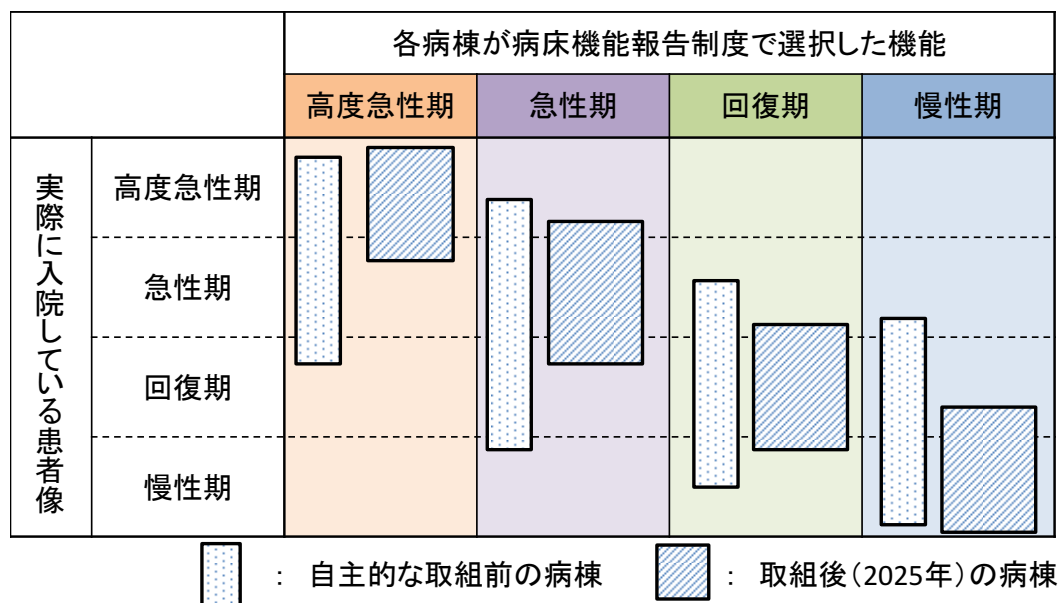 各病棟が病床機能報告制度で選択した機能
高度急性期 急性期 回復期 慢性期
実際に入院している患者像
高度急性期
急性期
回復期
慢性期
： 自主的な取組前の病棟 ： 取組後（2025年）の病棟